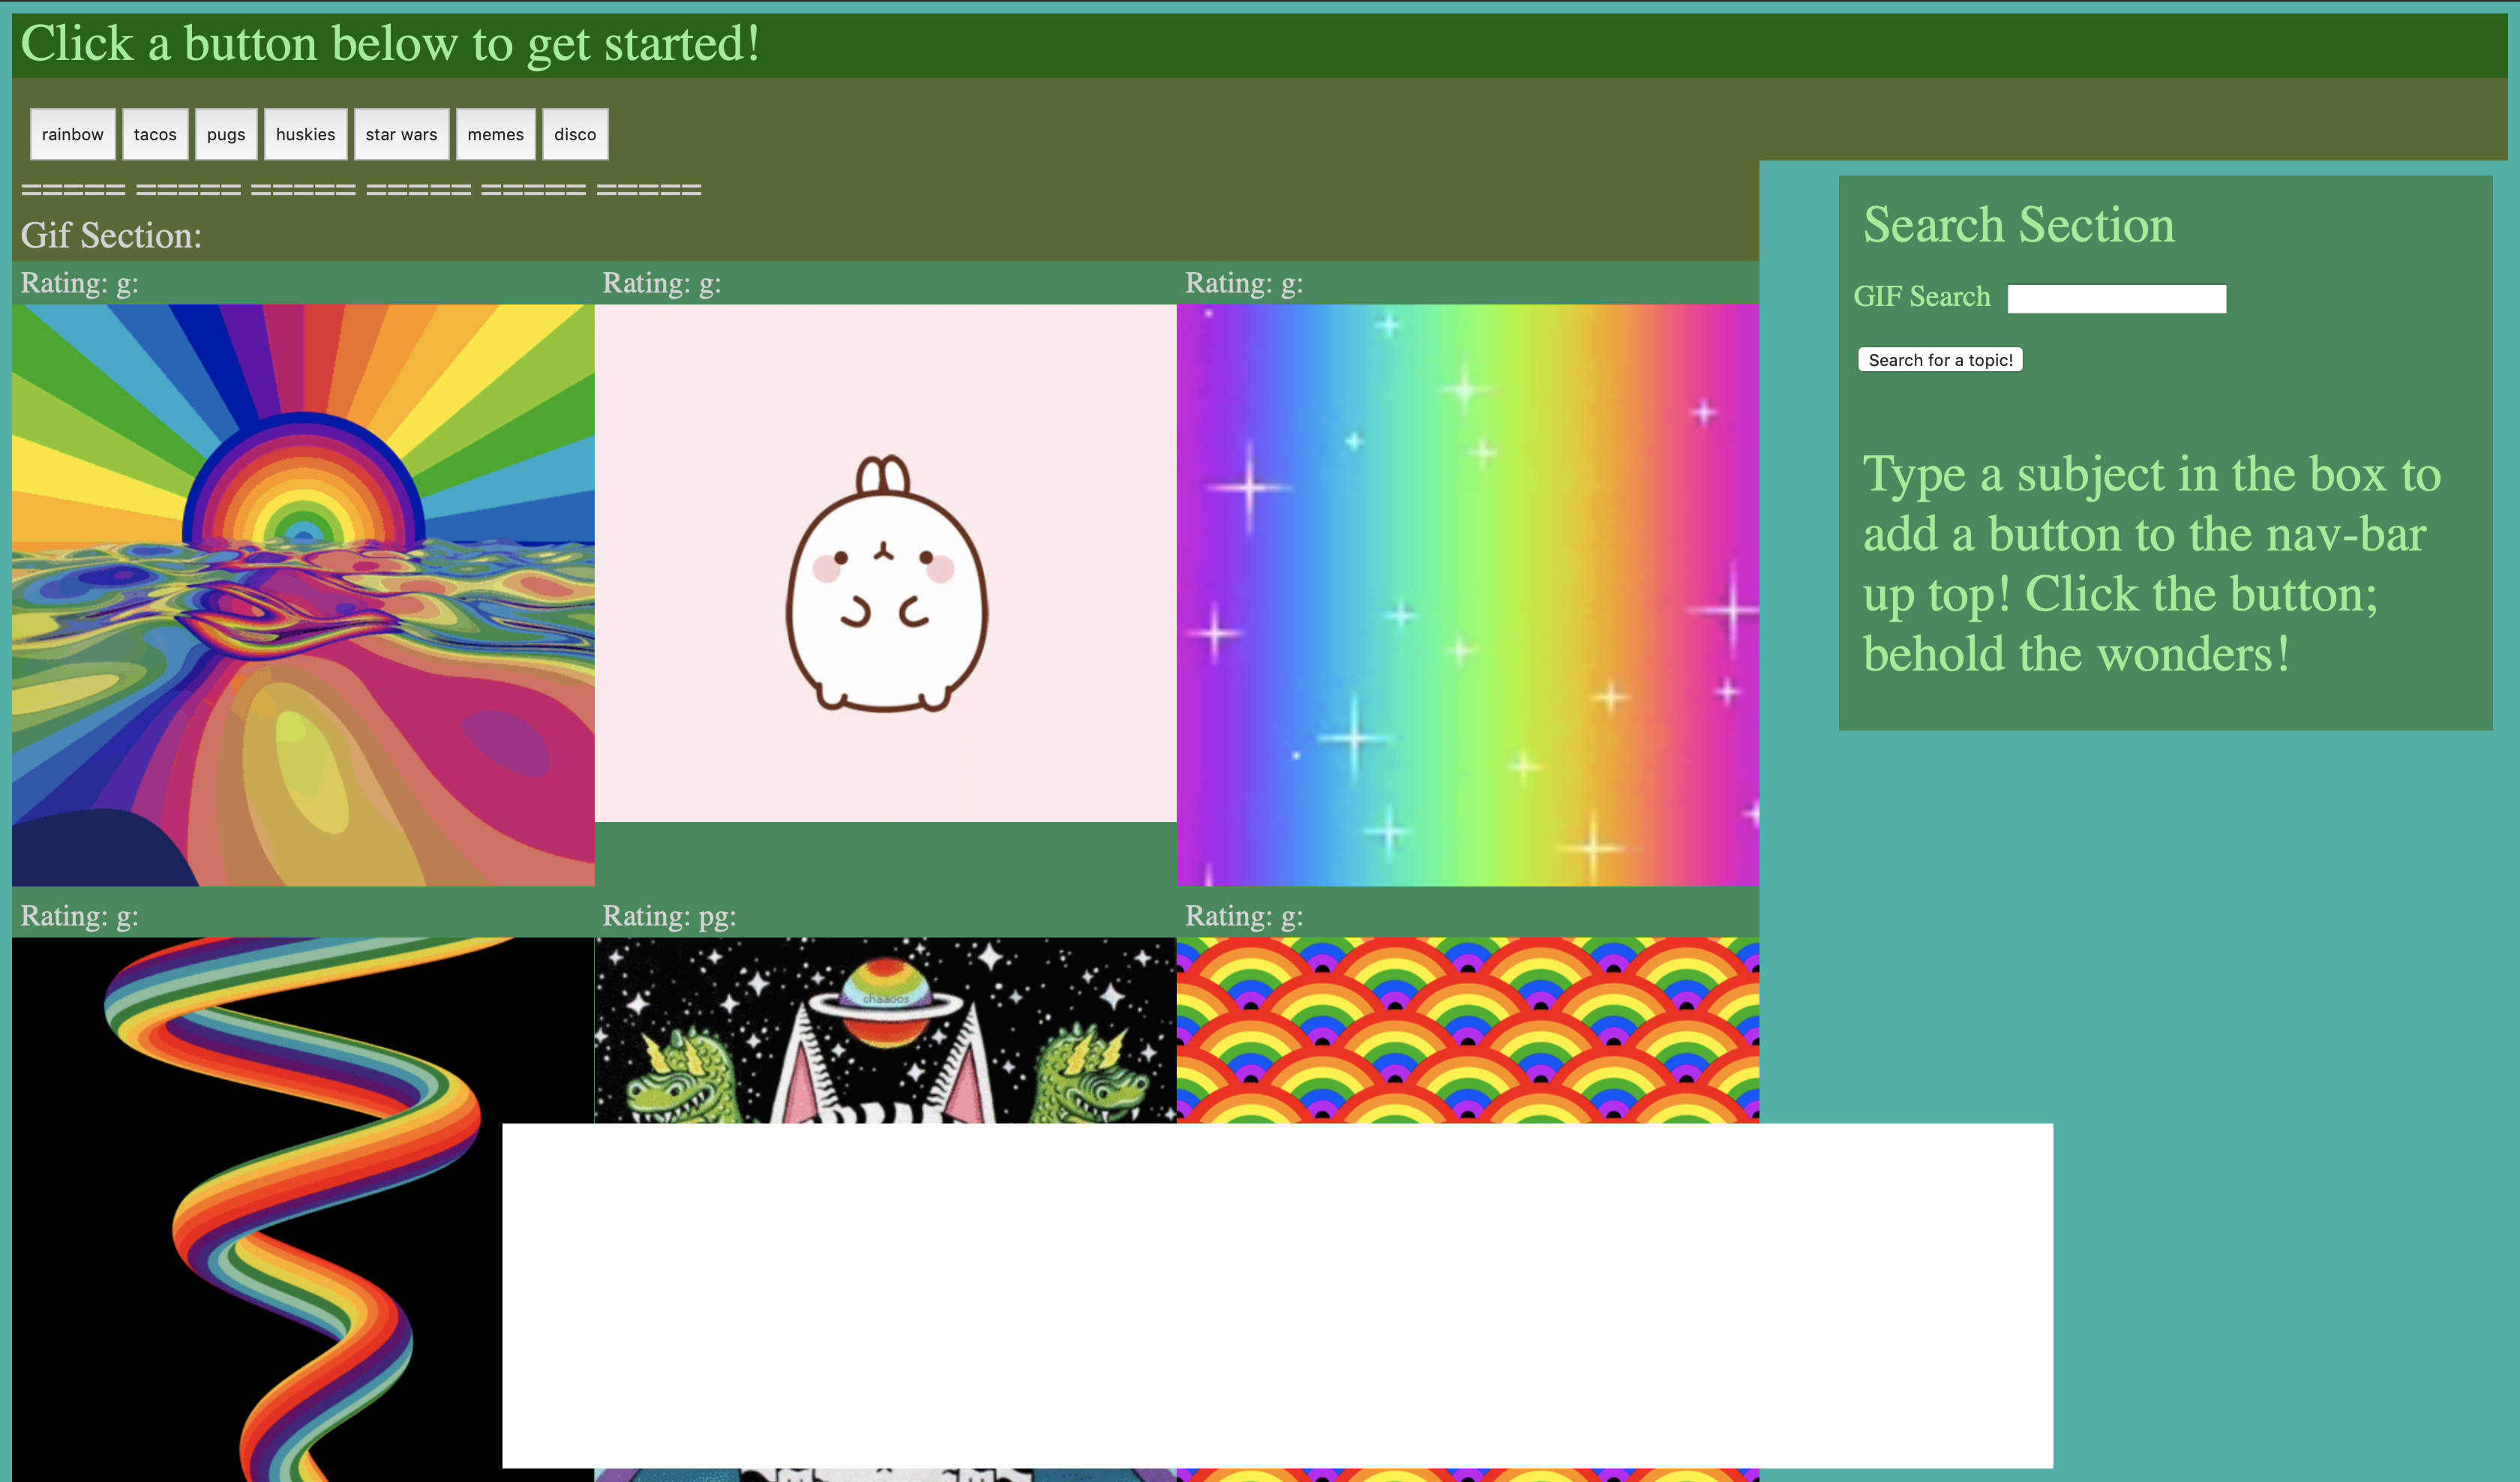 Click a button below to get started!
rainbow tacos pugs huskies star wars memes disco
===== ===== ===== ===== ===== =====
Gif Section:
Rating: g: Rating: g: Rating: g:
Search Section
GIF Search
Search for a topic!
Type a subject in the box to
add a button to the nav-bar
up top! Click the button;
behold the wonders!
Rating: g: Rating: pg: Rating: g:
chaaoos